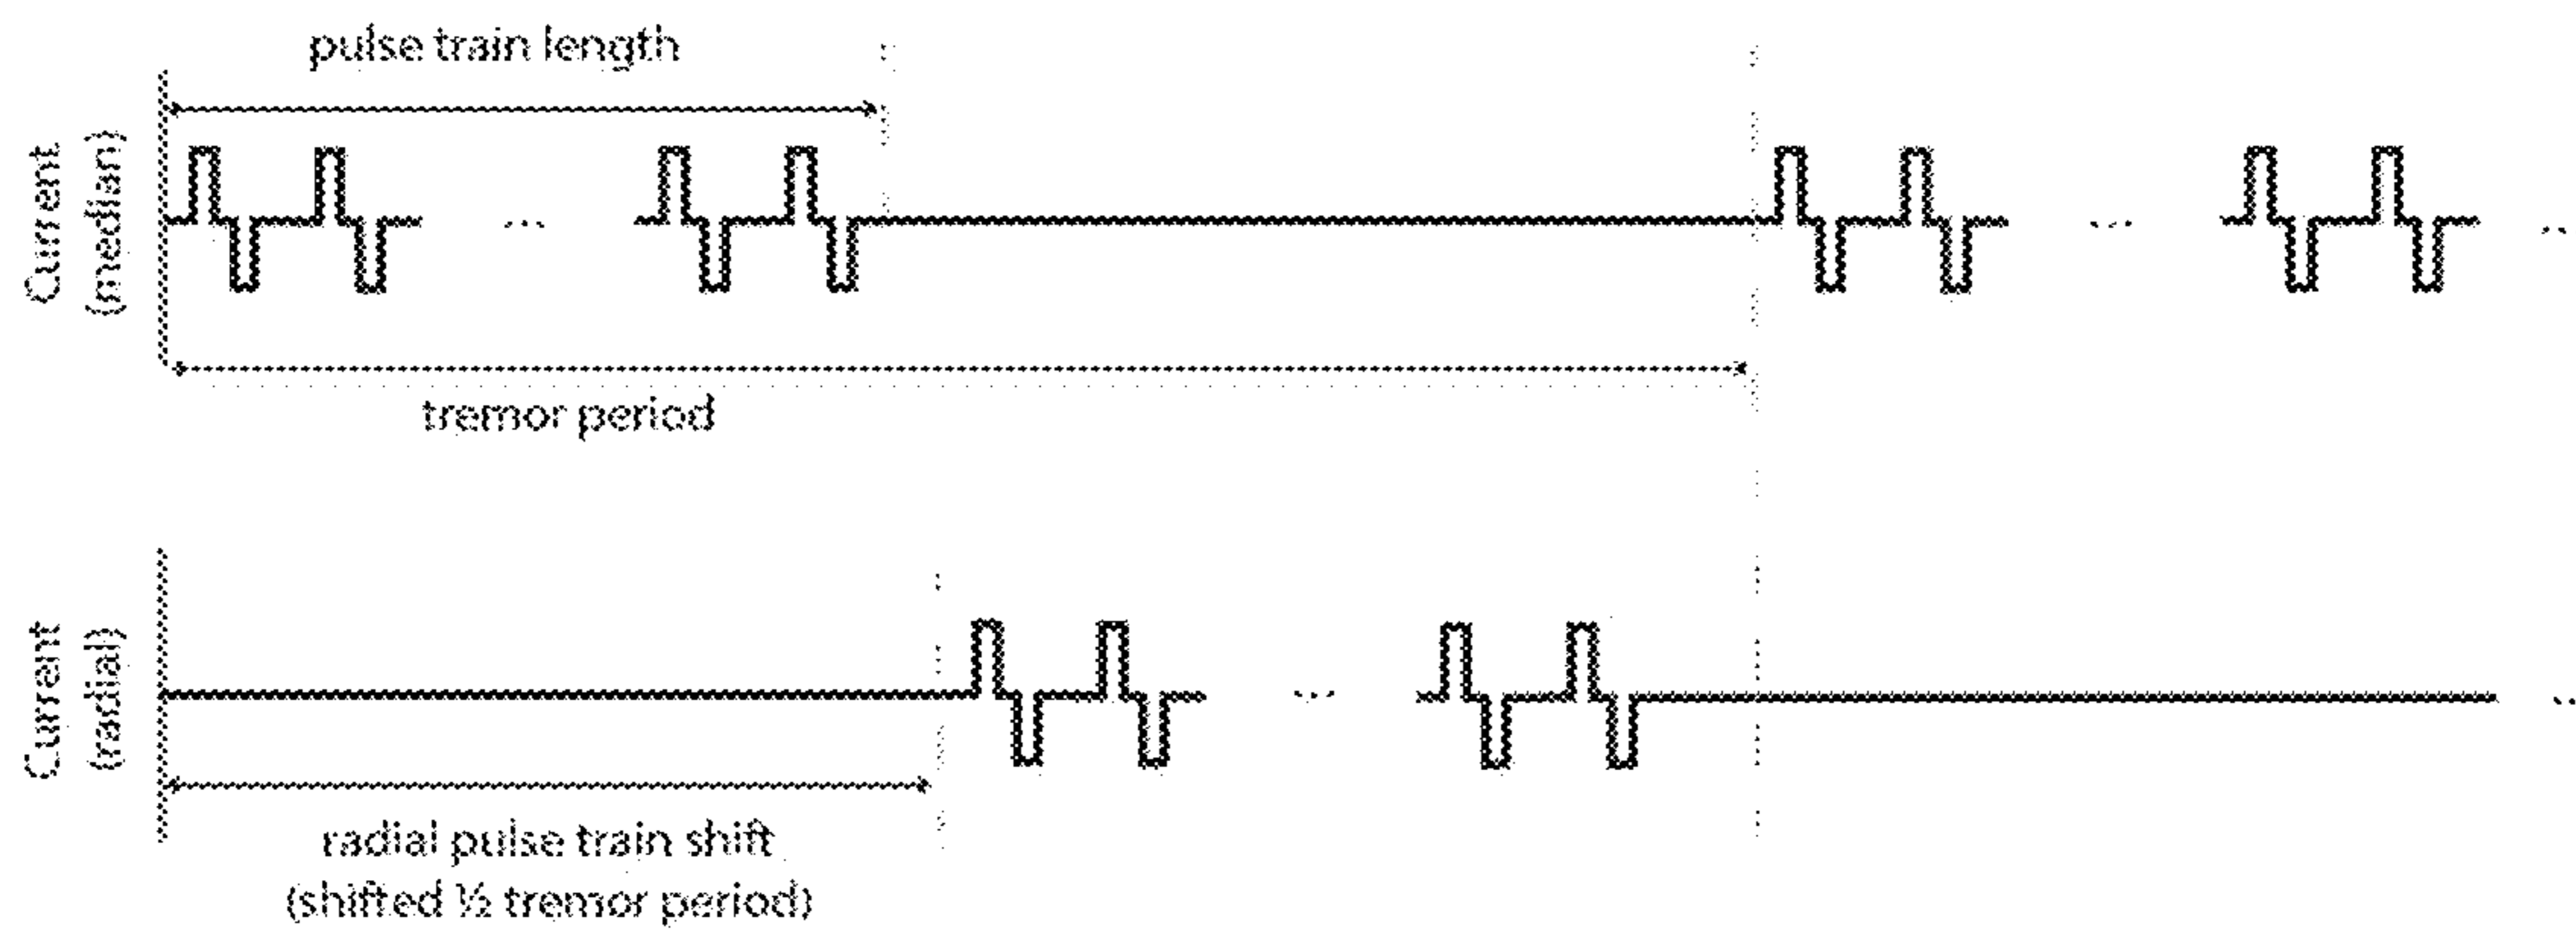 pulse train length
Current
(median)
...
...
...
tremor period
Current
(radial)
...
...
radial pulse train shift
(shifted ½ tremor period)